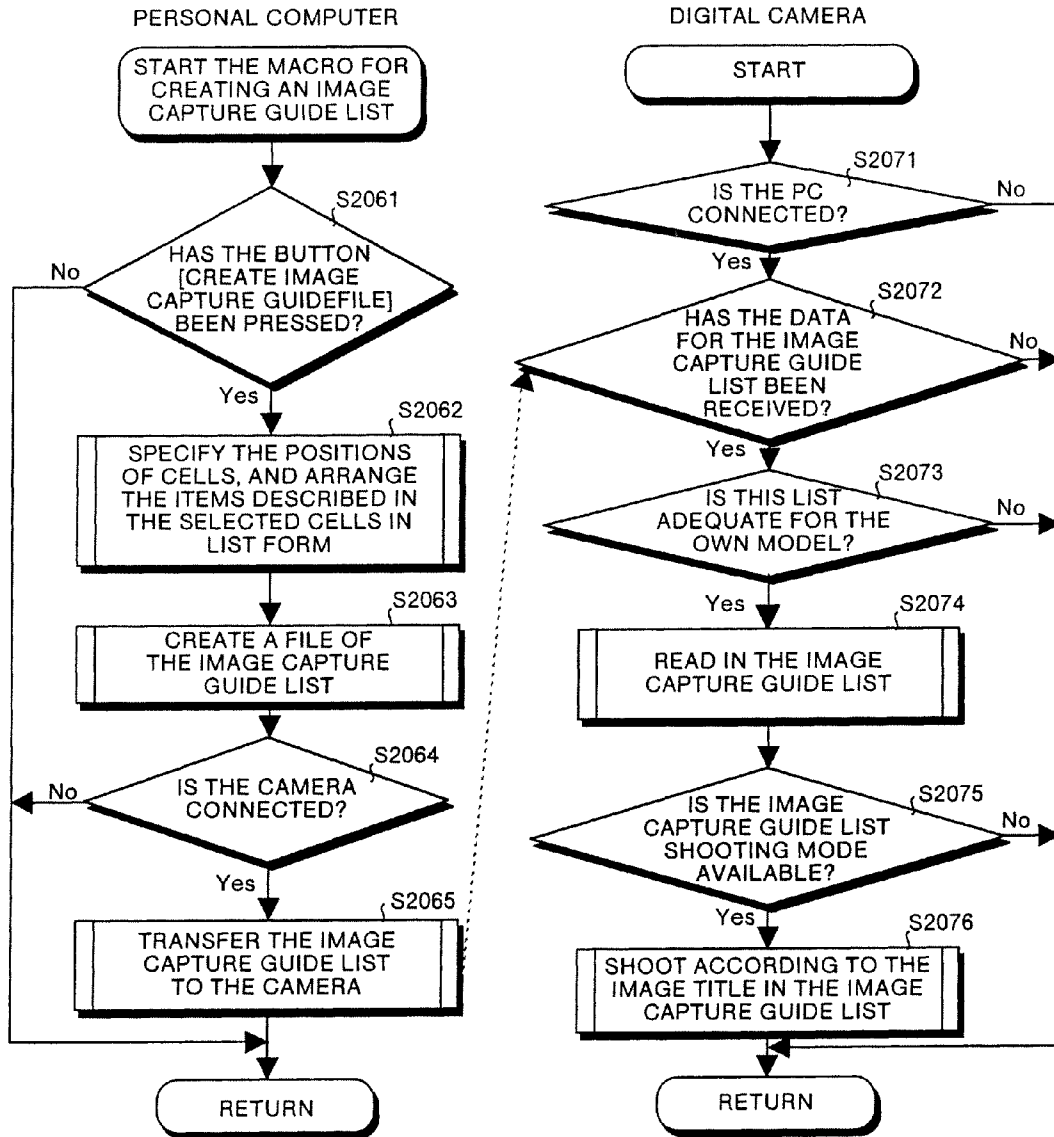 PERSONAL COMPUTER
START THE MACRO FOR
CREATING AN IMAGE
CAPTURE GUIDE LIST
S2061
HAS THE BUTTON
[CREATE IMAGE
CAPTURE GUIDEFILE]
BEEN PRESSED?
No
Yes
S2062
SPECIFY THE POSITIONS
OF CELLS, AND ARRANGE
THE ITEMS DESCRIBED IN
THE SELECTED CELLS IN
LIST FORM
S2063
CREATE A FILE OF
THE IMAGE CAPTURE
GUIDE LIST
S2064
IS THE CAMERA
CONNECTED?
No
Yes
S2065
TRANSFER THE IMAGE
CAPTURE GUIDE LIST
TO THE CAMERA
RETURN
DIGITAL CAMERA
START
S2071
IS THE PC
CONNECTED?
No
Yes
S2072
HAS THE DATA
FOR THE IMAGE
CAPTURE GUIDE
LIST BEEN
RECEIVED?
No
Yes
S2073
IS THIS LIST
ADEQUATE FOR THE
OWN MODEL?
No
Yes
S2074
READ IN THE IMAGE
CAPTURE GUIDE LIST
S2075
IS THE IMAGE
CAPTURE GUIDE LIST
SHOOTING MODE
AVAILABLE?
No
Yes
S2076
SHOOT ACCORDING TO THE
IMAGE TITLE IN THE IMAGE
CAPTURE GUIDE LIST
RETURN